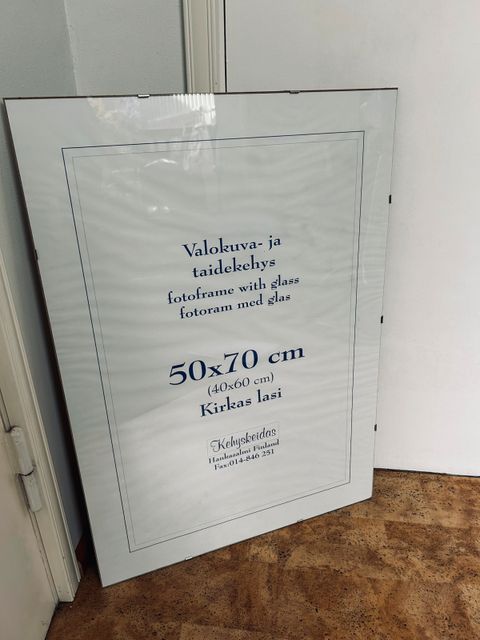 Valokuva- ja
taidekehys
fotoframe with glass
fotoram med glas
50x70 cm
(40x60 cm)
Kirkas lasi
Kehyskeidas
Hankasalmi Finland
Fax:014-846 251